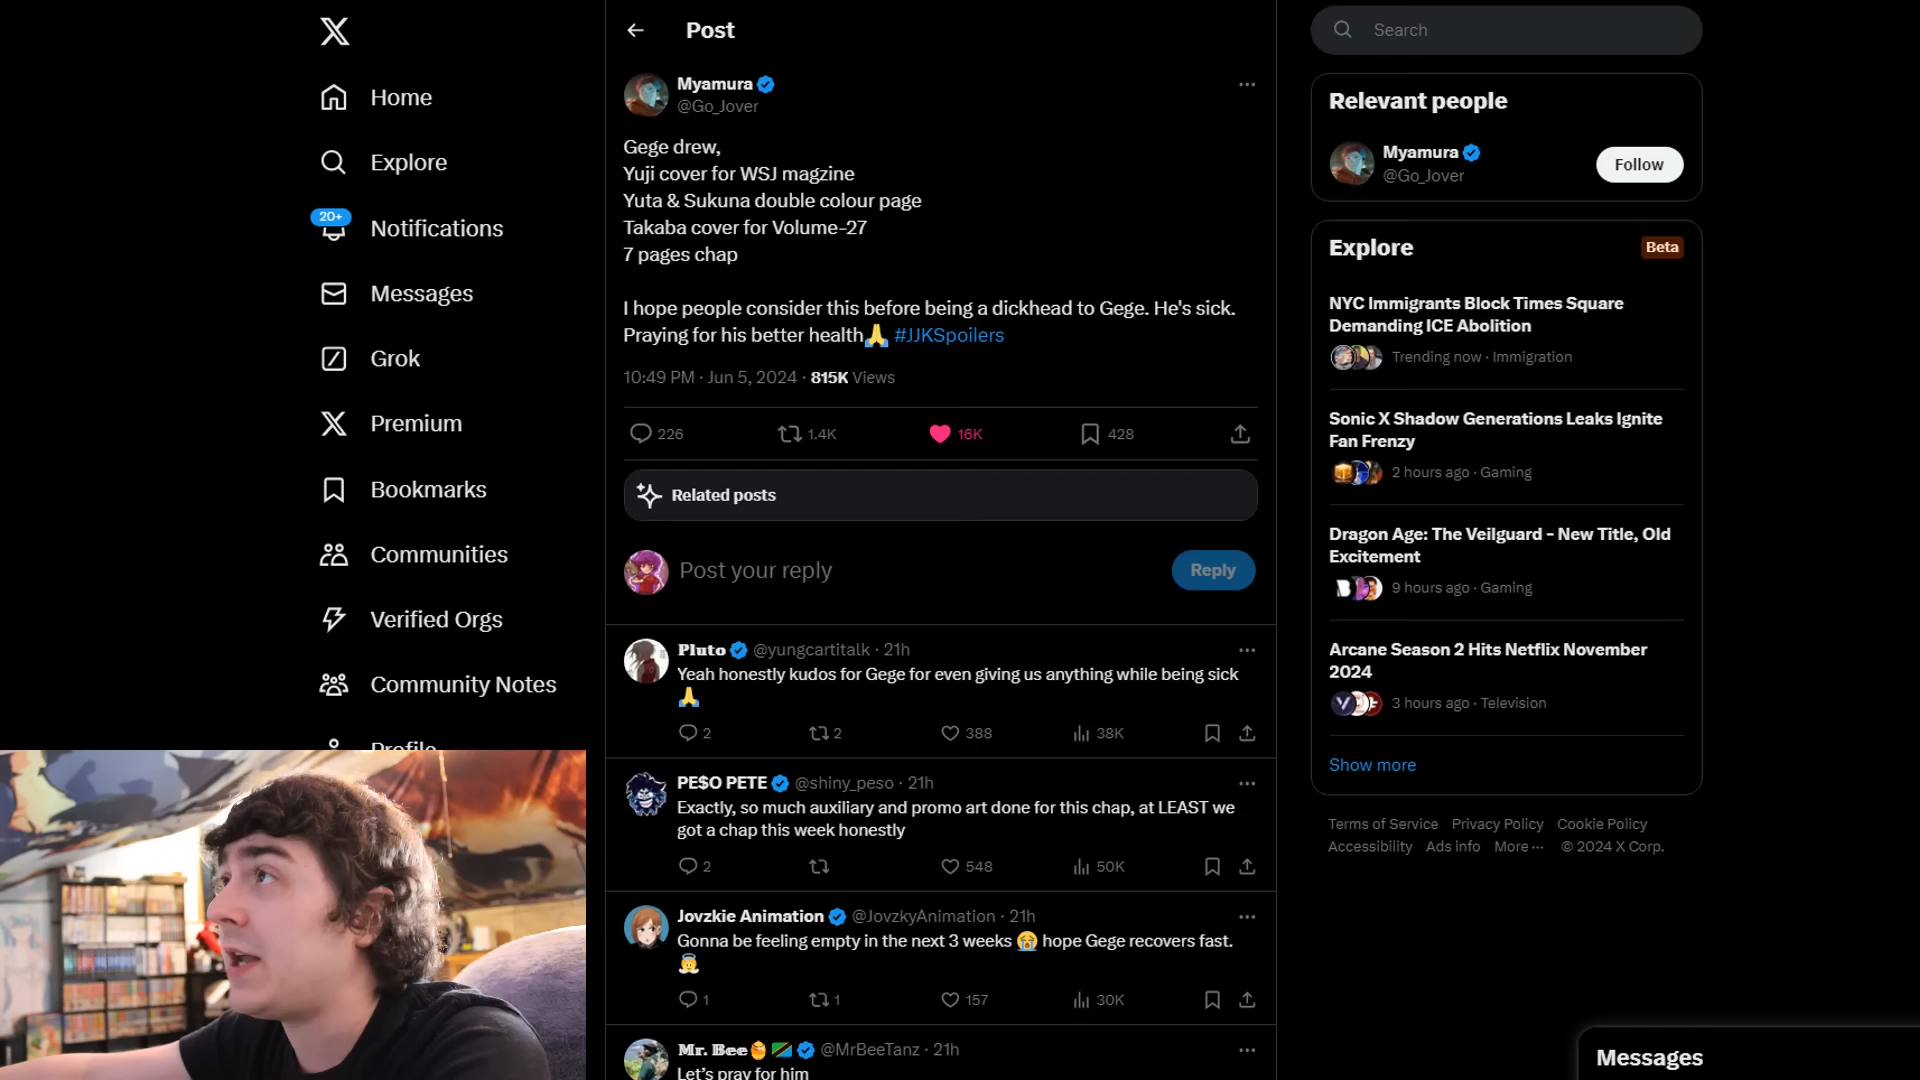 Home
Explore
20+
Notifications
Messages
Grok
Premium
Bookmarks
Communities
Verified Orgs
Community Notes
Profile
Post
Myamura
@Go_Jover
Gege drew,
Yuji cover for WSJ magzine
Yuta & Sukuna double colour page
Takaba cover for Volume-27
7 pages chap
I hope people consider this before being a dickhead to Gege. He's sick.
Praying for his better health🙏 #JJKSpoilers
10:49 PM · Jun 5, 2024 · 815K Views
226 1.4K 16K 428
Related posts
Post your reply
Reply
Pluto @yungcartitalk · 21h
Yeah honestly kudos for Gege for even giving us anything while being sick
🙏
2 2 388 38K
PE$O PETE @shiny_peso · 21h
Exactly, so much auxiliary and promo art done for this chap, at LEAST we
got a chap this week honestly
2 548 50K
Jovzkie Animation @JovzkyAnimation · 21h
Gonna be feeling empty in the next 3 weeks 😭 hope Gege recovers fast.
1 1 157 30K
Mr. Bee @MrBeeTanz · 21h
Let's pray for him
Search
Relevant people
Myamura
@Go_Jover
Follow
Explore
Beta
NYC Immigrants Block Times Square
Demanding ICE Abolition
Trending now · Immigration
Sonic X Shadow Generations Leaks Ignite
Fan Frenzy
2 hours ago · Gaming
Dragon Age: The Veilguard - New Title, Old
Excitement
9 hours ago · Gaming
Arcane Season 2 Hits Netflix November
2024
3 hours ago · Television
Show more
Terms of Service Privacy Policy Cookie Policy
Accessibility Ads info More ··· © 2024 X Corp.
Messages